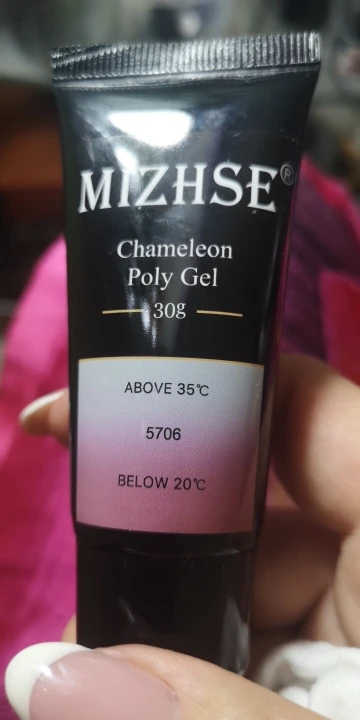 MIZHSE®
Chameleon
Poly Gel
30g
ABOVE 35℃
5706
BELOW 20℃